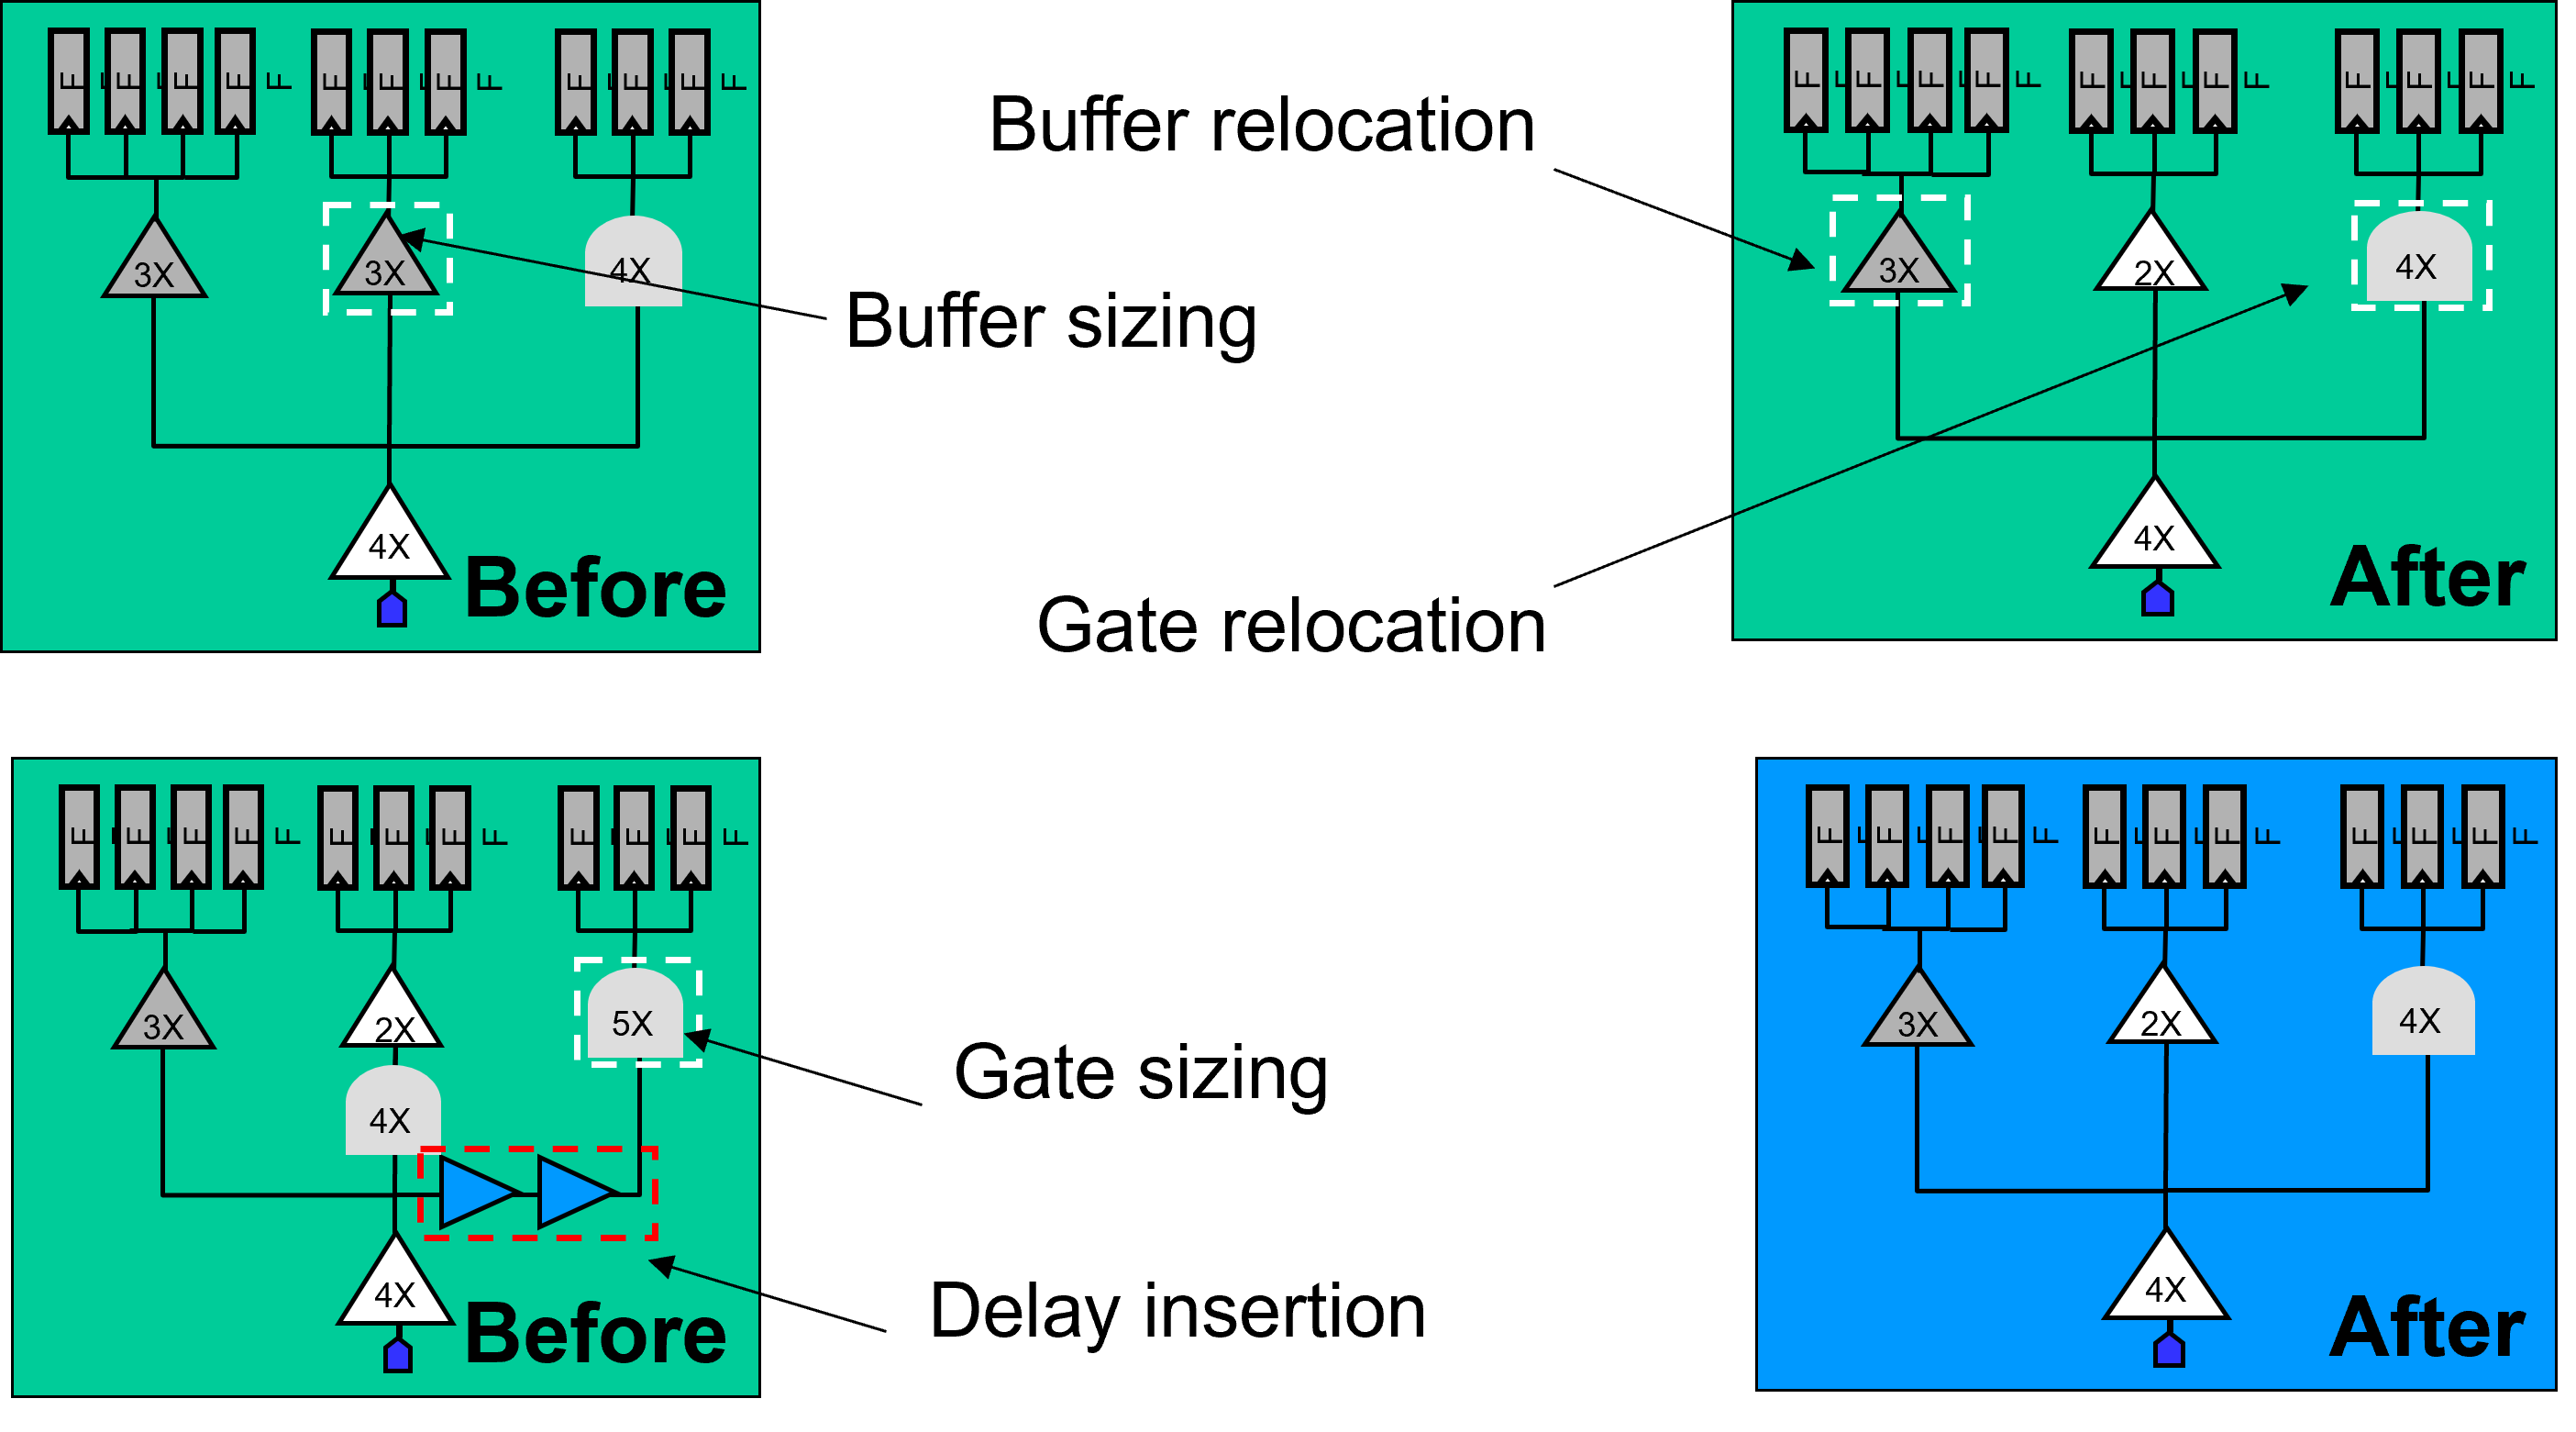 F F F F F F F F F F F F F
3X 3X 4X
4X
Before
Buffer relocation
Buffer sizing
Gate relocation
F F F F F F F F F F F F F
3X 2X 4X
4X
After
F F F F F F F F F F F F F
3X 2X 5X
4X
4X
Before
Gate sizing
Delay insertion
F F F F F F F F F F F F F
3X 2X 4X
4X
After